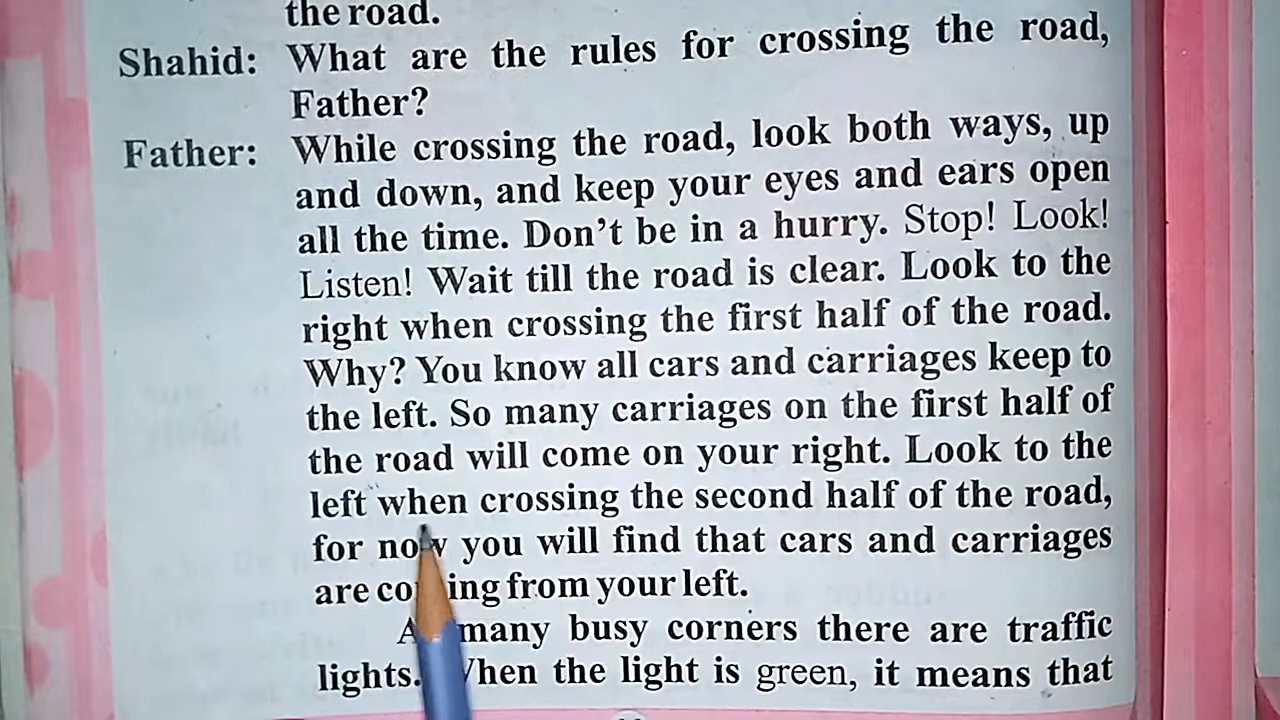 the road.
Shahid: What are the rules for crossing the road,
Father?
Father: While crossing the road, look both ways, up
and down, and keep your eyes and ears open
all the time. Don't be in a hurry. Stop! Look!
Listen! Wait till the road is clear. Look to the
right when crossing the first half of the road.
Why? You know all cars and carriages keep to
the left. So many carriages on the first half of
the road will come on your right. Look to the
left when crossing the second half of the road,
for now you will find that cars and carriages
are coming from your left.
At many busy corners there are traffic
lights. When the light is green, it means that